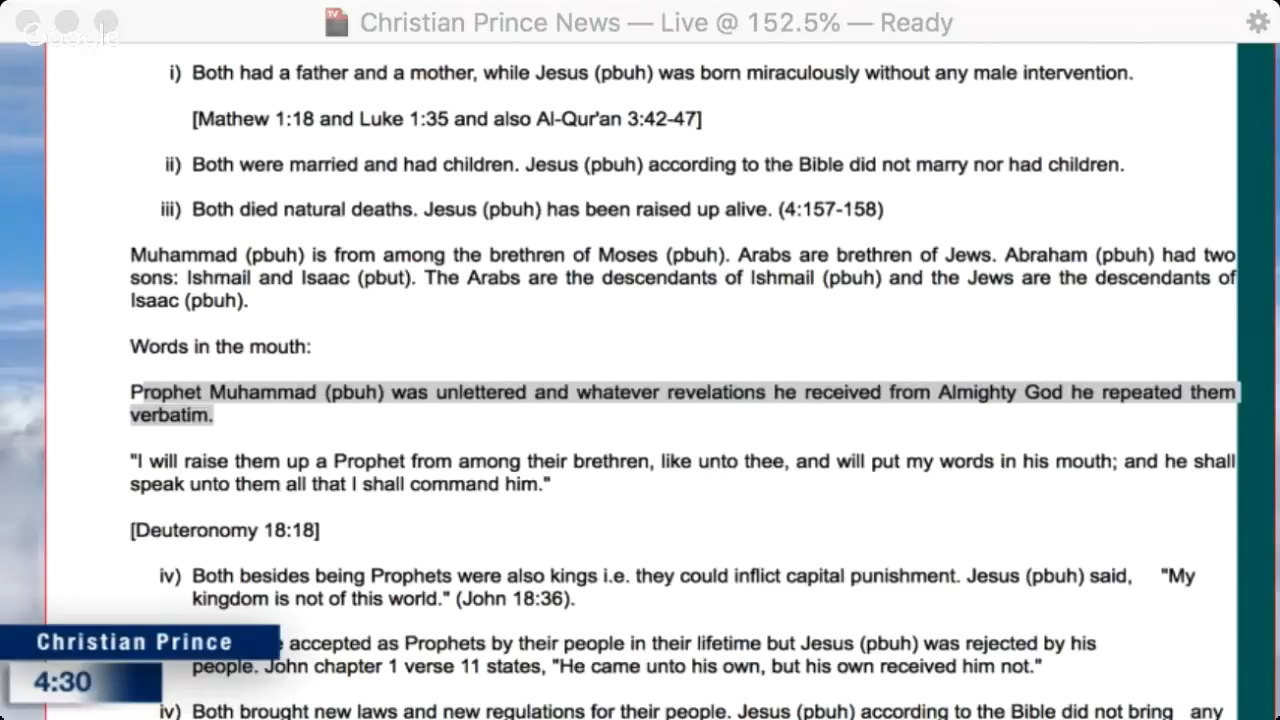 Christian Prince News — Live @ 152.5% — Ready
Google
i) Both had a father and a mother, while Jesus (pbuh) was born miraculously without any male intervention.
[Mathew 1:18 and Luke 1:35 and also Al-Qur'an 3:42-47]
ii) Both were married and had children. Jesus (pbuh) according to the Bible did not marry nor had children.
iii) Both died natural deaths. Jesus (pbuh) has been raised up alive. (4:157-158)
Muhammad (pbuh) is from among the brethren of Moses (pbuh). Arabs are brethren of Jews. Abraham (pbuh) had two
sons: Ishmail and Isaac (pbut). The Arabs are the descendants of Ishmail (pbuh) and the Jews are the descendants of
Isaac (pbuh).
Words in the mouth:
Prophet Muhammad (pbuh) was unlettered and whatever revelations he received from Almighty God he repeated them
verbatim.
"I will raise them up a Prophet from among their brethren, like unto thee, and will put my words in his mouth; and he shall
speak unto them all that I shall command him."
[Deuteronomy 18:18]
iv) Both besides being Prophets were also kings i.e. they could inflict capital punishment. Jesus (pbuh) said, "My
kingdom is not of this world." (John 18:36).
accepted as Prophets by their people in their lifetime but Jesus (pbuh) was rejected by his
people. John chapter 1 verse 11 states, "He came unto his own, but his own received him not."
iv) Both brought new laws and new regulations for their people. Jesus (pbuh) according to the Bible did not bring any
Christian Prince
4:30